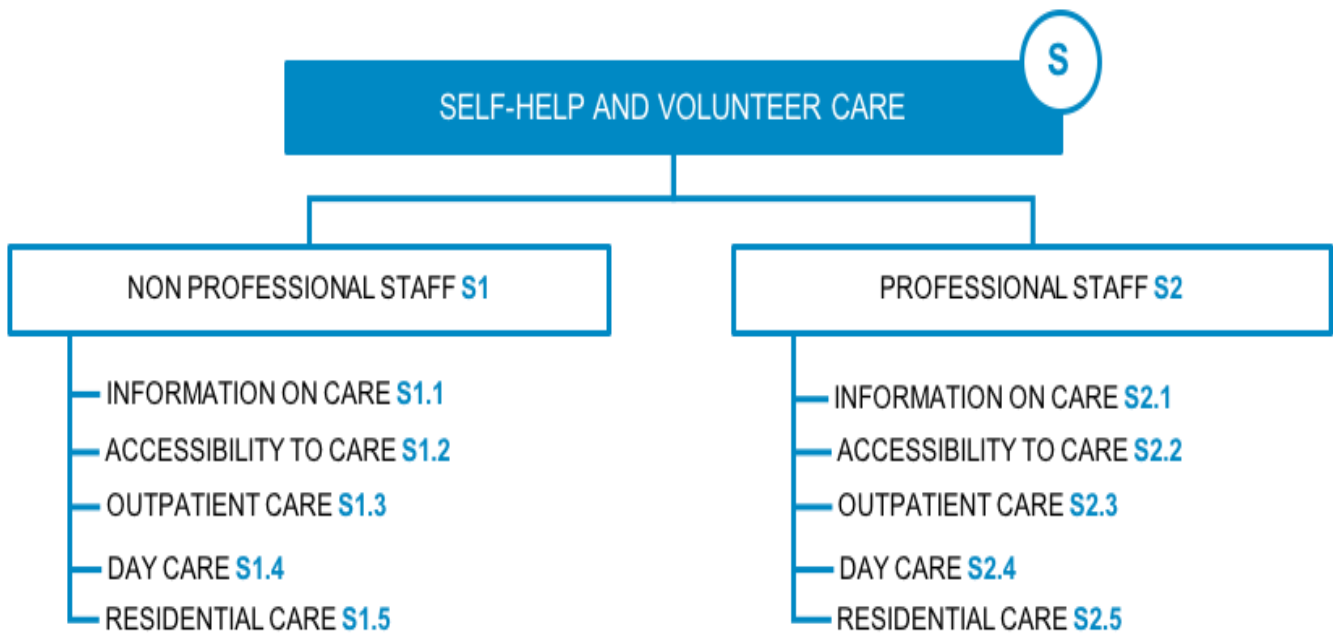 S
SELF-HELP AND VOLUNTEER CARE
NON PROFESSIONAL STAFF S1
INFORMATION ON CARE S1.1
ACCESSIBILITY TO CARE S1.2
OUTPATIENT CARE S1.3
DAY CARE S1.4
RESIDENTIAL CARE S1.5
PROFESSIONAL STAFF S2
INFORMATION ON CARE S2.1
ACCESSIBILITY TO CARE S2.2
OUTPATIENT CARE S2.3
DAY CARE S2.4
RESIDENTIAL CARE S2.5